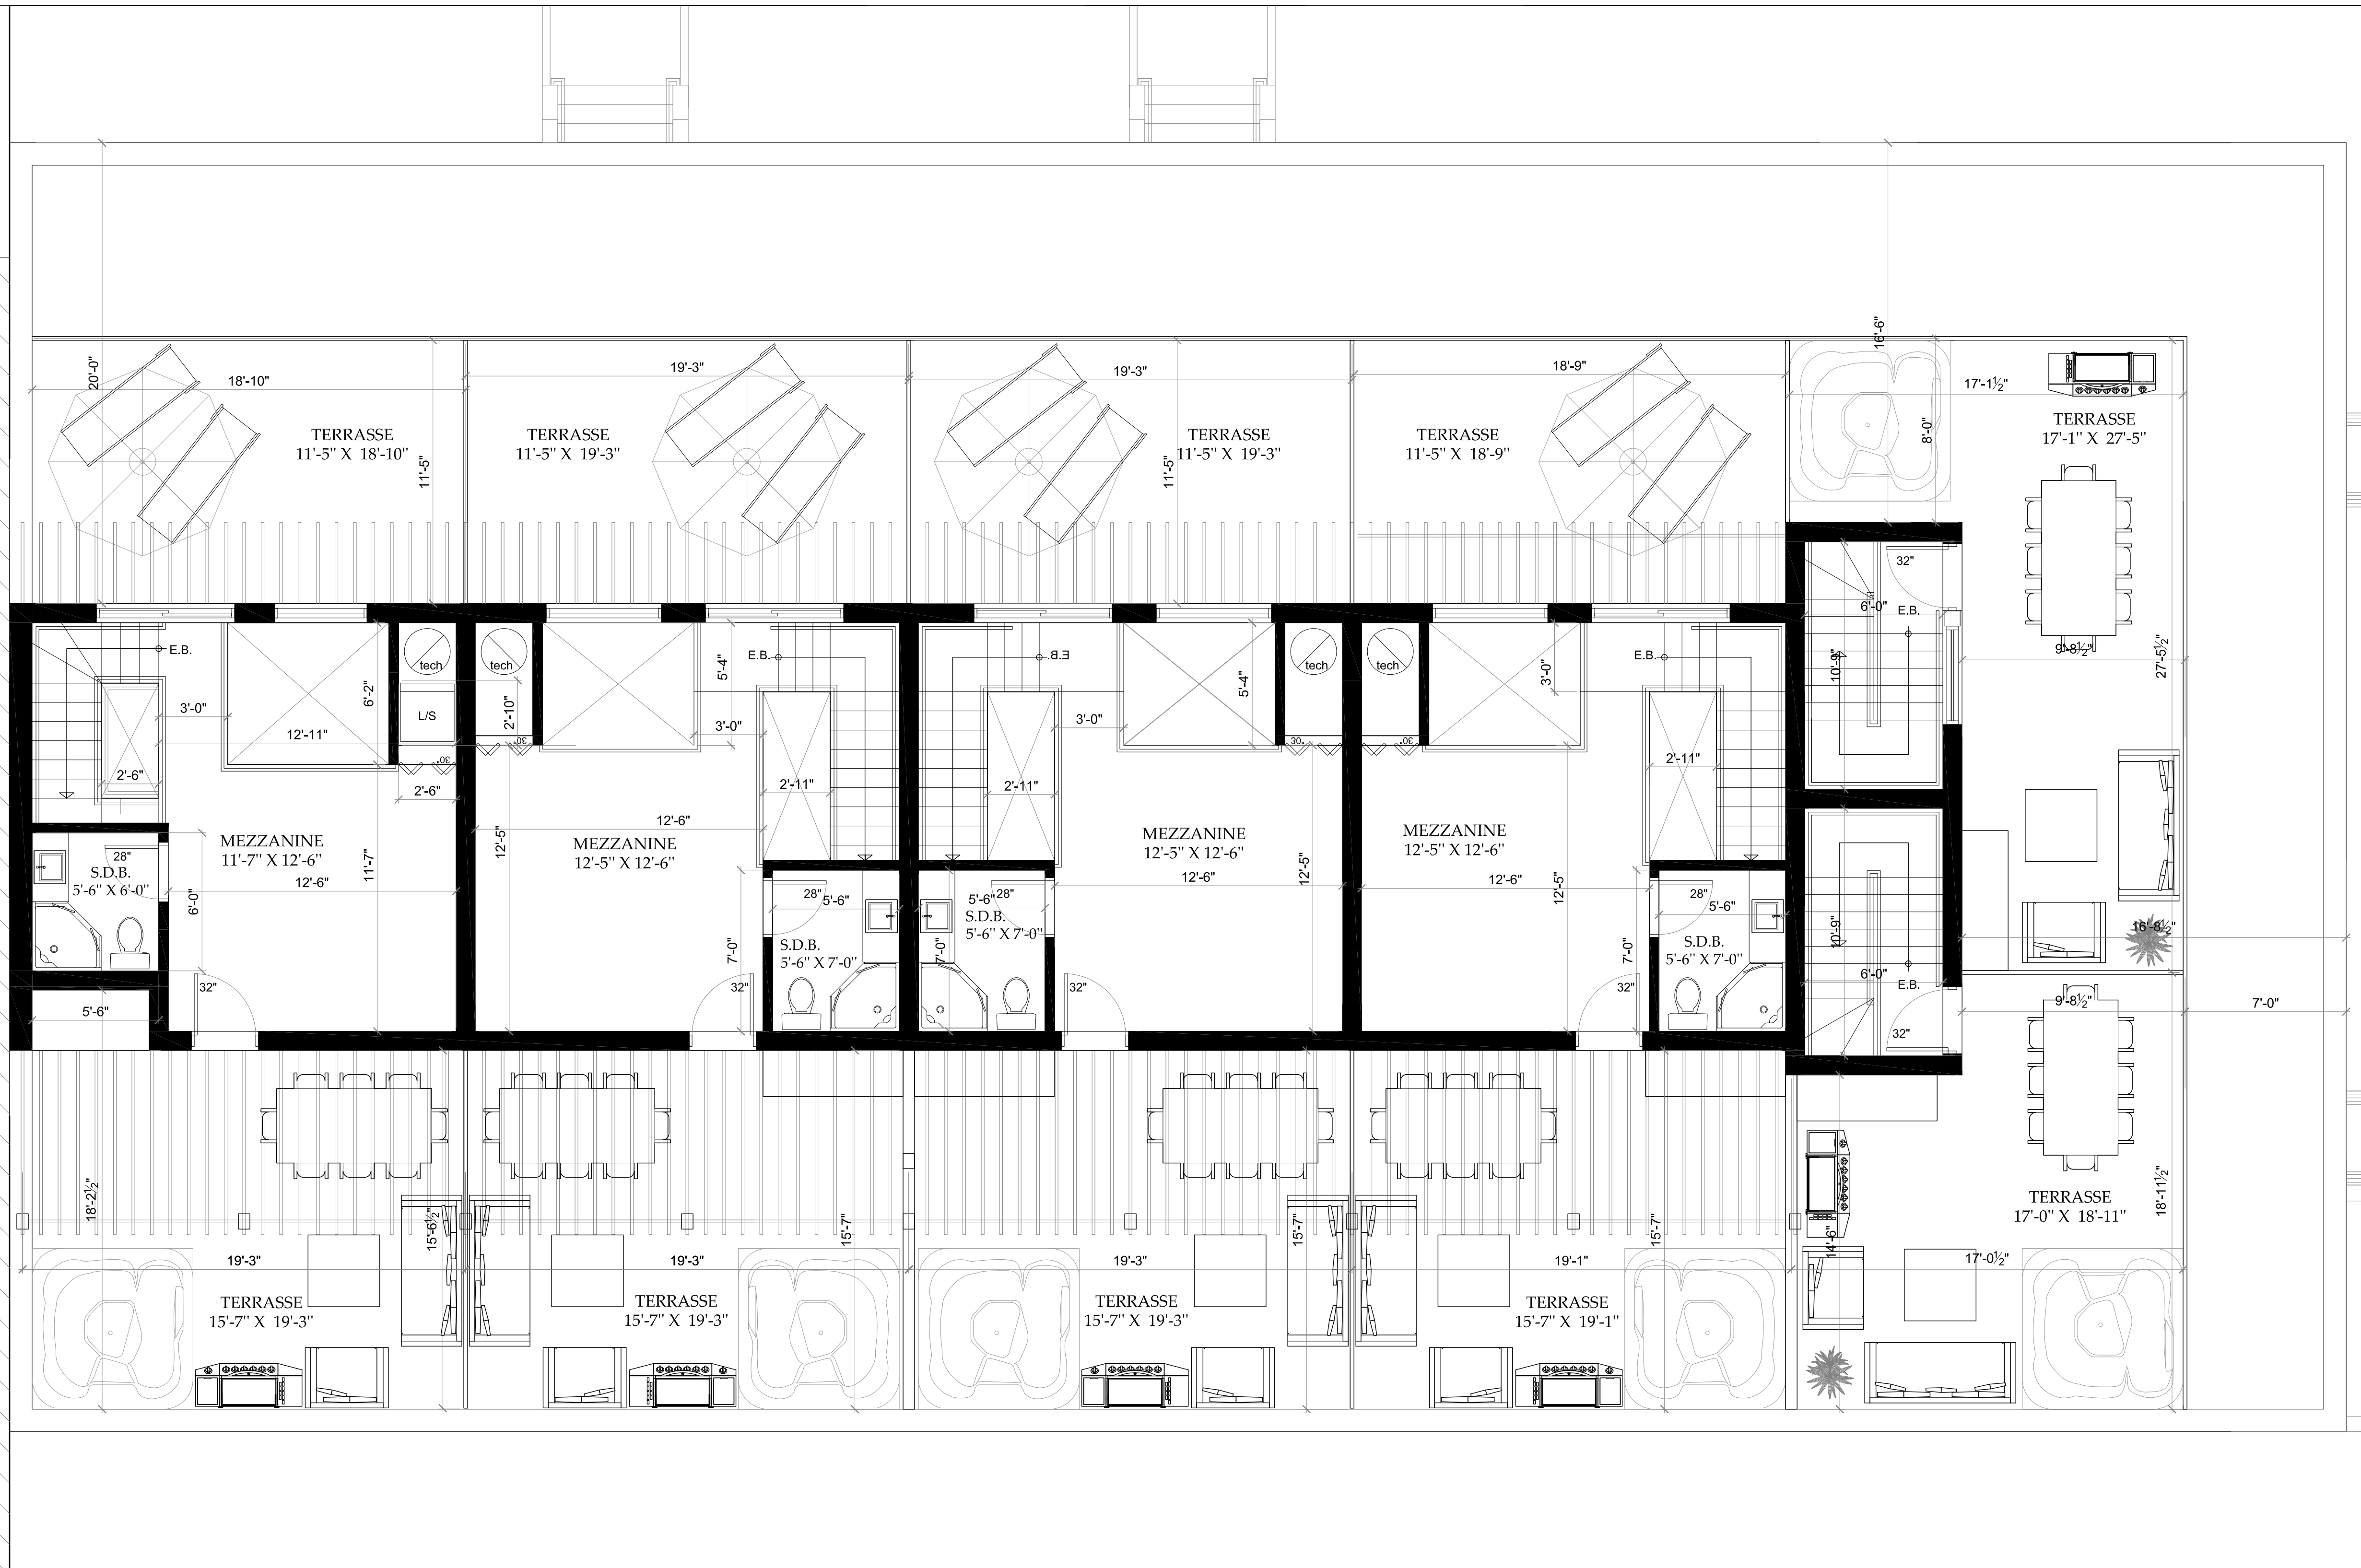 20'-0"
18'-10"
19'-3"
19'-3"
18'-9"
16'-6"
17'-1½"
8'-0"
TERRASSE
11'-5" X 18'-10"
11'-5"
TERRASSE
11'-5" X 19'-3"
11'-5"
TERRASSE
11'-5" X 19'-3"
TERRASSE
11'-5" X 18'-9"
TERRASSE
17'-1" X 27'-5"
32"
6'-0"
E.B.
10'-9"
9'-8½"
27'-5½"
E.B.
tech
tech
E.B.
E.B.
tech
tech
E.B.
3'-0"
6'-2"
L/S
2'-10"
5'-4"
3'-0"
3'-0"
5'-4"
3'-0"
12'-11"
30"
30"
30"
30"
2'-6"
2'-6"
2'-11"
2'-11"
2'-11"
MEZZANINE
11'-7" X 12'-6"
12'-6"
12'-5"
12'-6"
MEZZANINE
12'-5" X 12'-6"
MEZZANINE
12'-5" X 12'-6"
MEZZANINE
12'-5" X 12'-6"
11'-7"
12'-5"
12'-5"
12'-6"
12'-6"
28"
S.D.B.
5'-6" X 6'-0"
6'-0"
28"
5'-6"
S.D.B.
5'-6" X 7'-0"
7'-0"
5'-6"
28"
S.D.B.
5'-6" X 7'-0"
7'-0"
28"
5'-6"
S.D.B.
5'-6" X 7'-0"
7'-0"
10'-9"
16'-8½"
6'-0"
E.B.
32"
32"
32"
32"
32"
5'-6"
9'-8½"
7'-0"
18'-2½"
15'-6½"
15'-7"
15'-7"
15'-7"
14'-6"
18'-11½"
TERRASSE
17'-0" X 18'-11"
17'-0½"
19'-3"
19'-3"
19'-3"
19'-1"
TERRASSE
15'-7" X 19'-3"
TERRASSE
15'-7" X 19'-3"
TERRASSE
15'-7" X 19'-3"
TERRASSE
15'-7" X 19'-1"